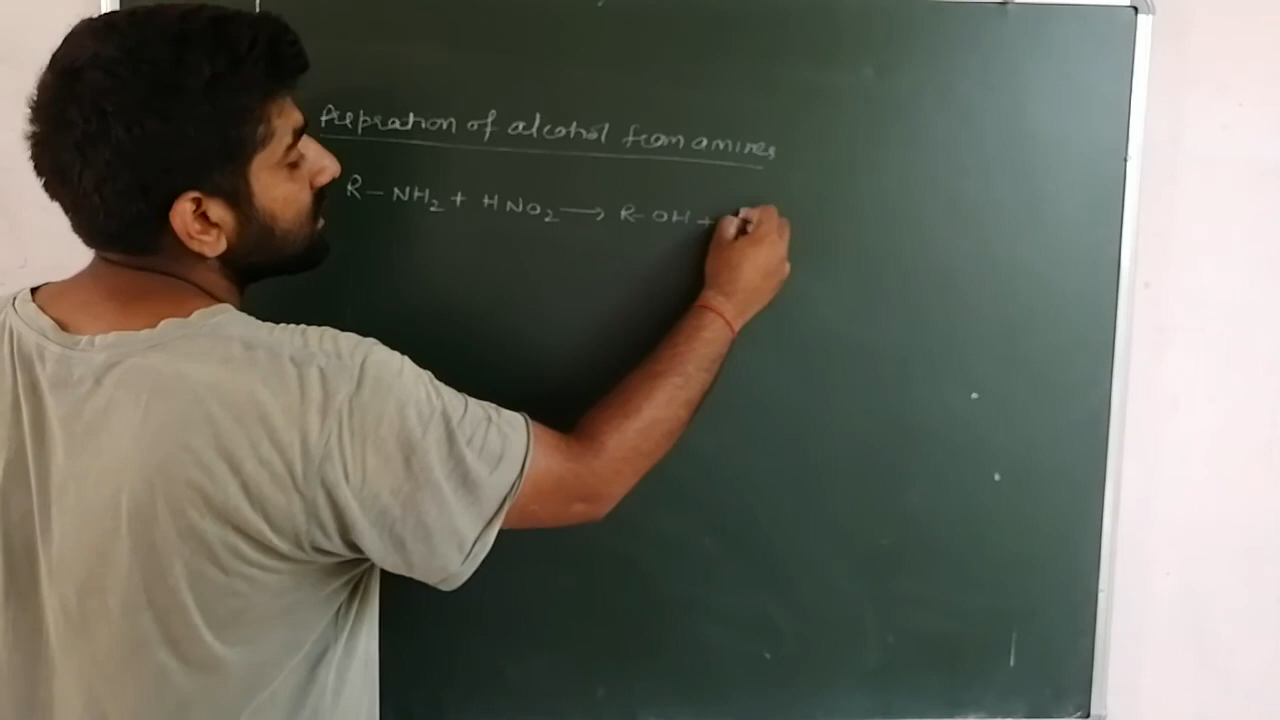 Prepration of alcohol from amines
R-NH₂ + HNO₂ → R-OH +